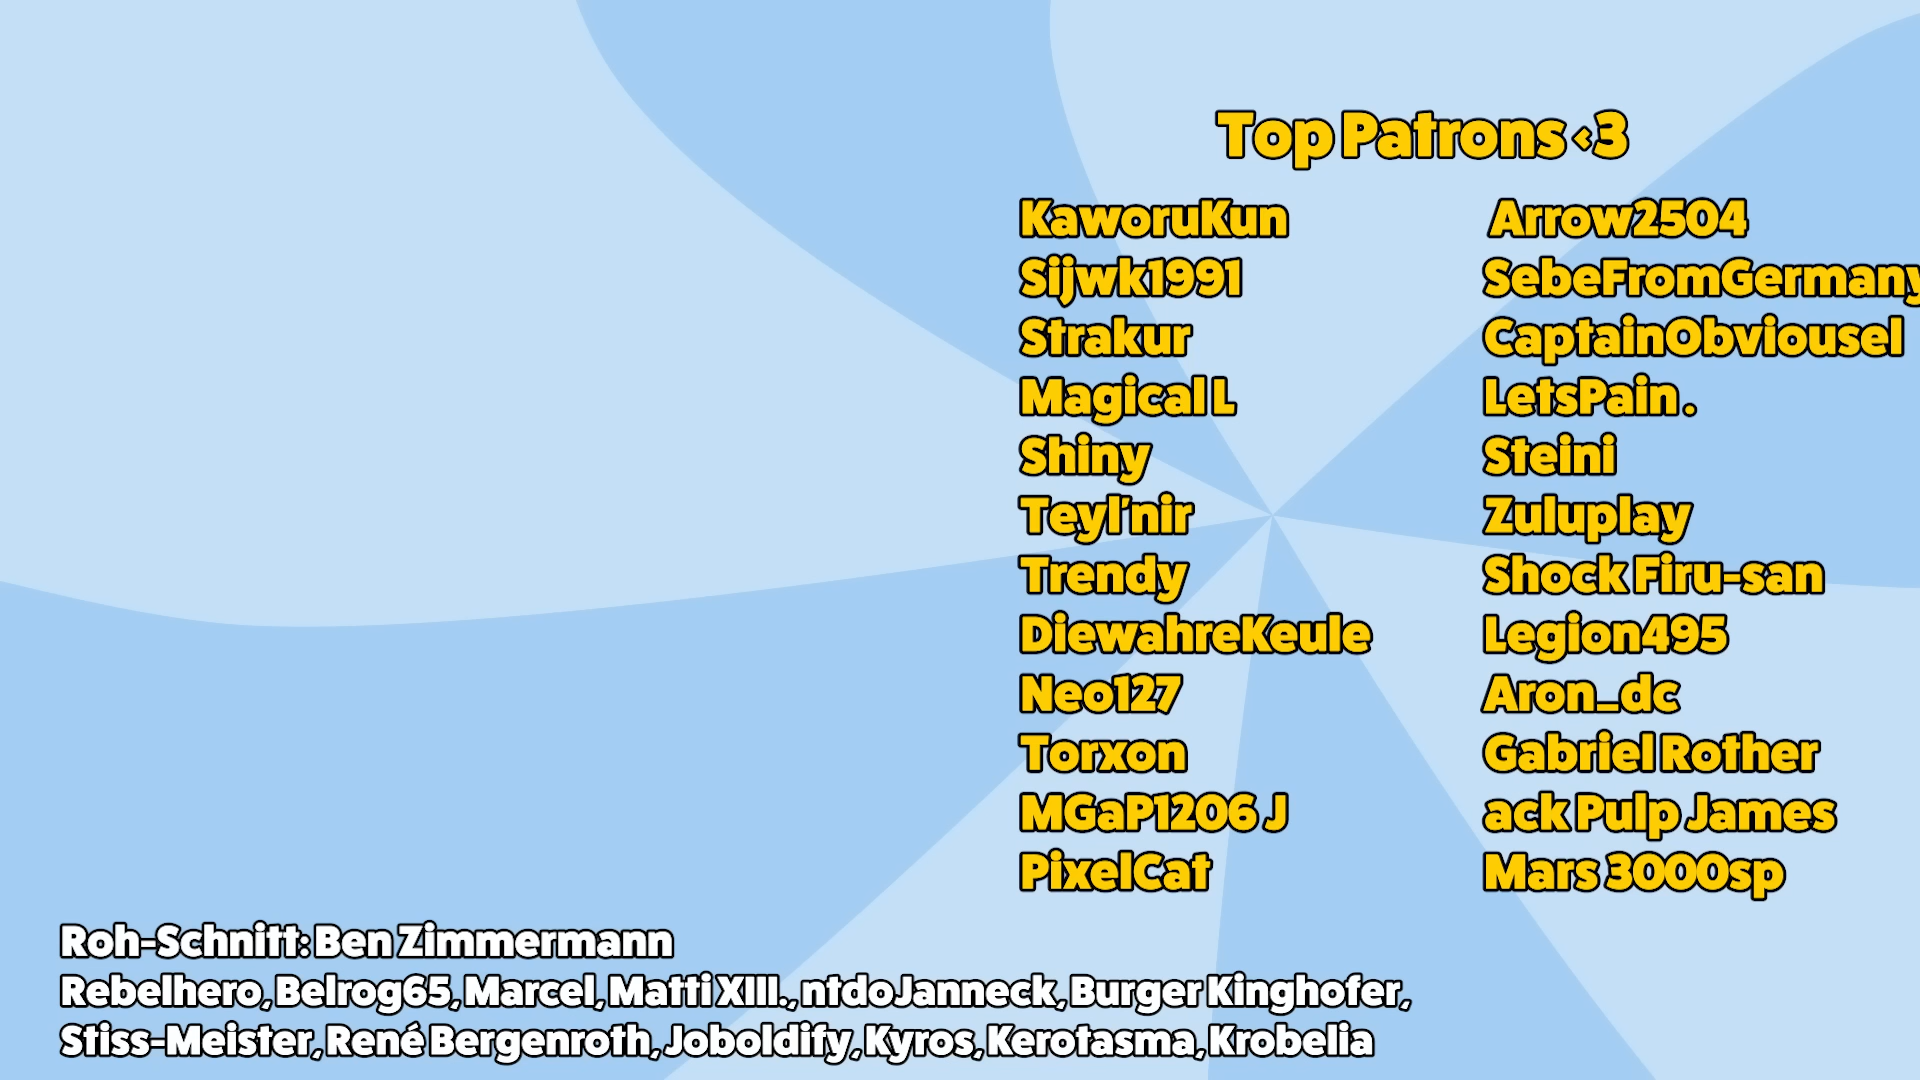 Top Patrons <3
KaworuKun
Sijwk1991
Strakur
Magical L
Shiny
Teyl'nir
Trendy
DiewahreKeule
Neo127
Torxon
MGaP1206 J
PixelCat
Arrow2504
SebeFromGermany
CaptainObviousel
LetsPain .
Steini
Zuluplay
Shock Firu-san
Legion495
Aron_dc
Gabriel Rother
ack Pulp James
Mars 3000sp
Roh-Schnitt: Ben Zimmermann
Rebelhero, Belrog65, Marcel, Matti XIII., ntdoJanneck, Burger Kinghofer,
Stiss-Meister, René Bergenroth, Joboldify, Kyros, Kerotasma, Krobelia